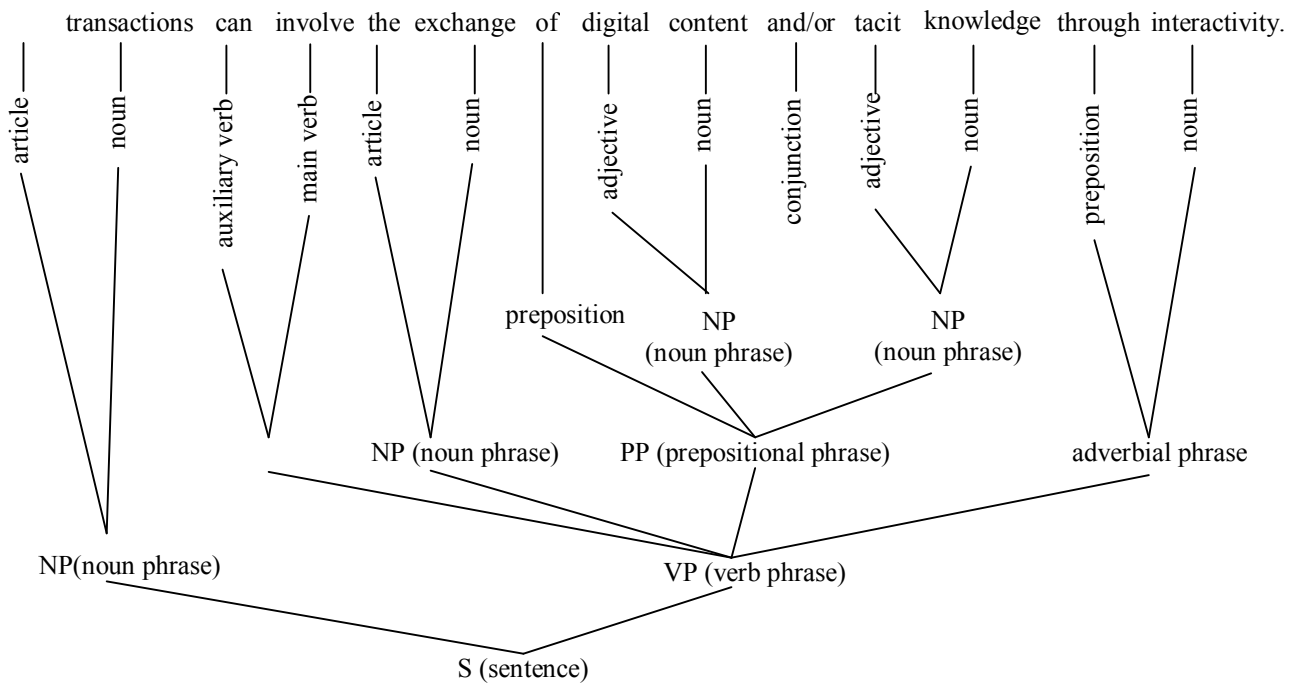 transactions can involve the exchange of digital content and/or tacit knowledge through interactivity.
article
noun
auxiliary verb
main verb
article
noun
adjective
noun
conjunction
adjective
noun
preposition
noun
preposition
NP
(noun phrase)
NP
(noun phrase)
NP (noun phrase)
PP (prepositional phrase)
adverbial phrase
NP(noun phrase)
VP (verb phrase)
S (sentence)